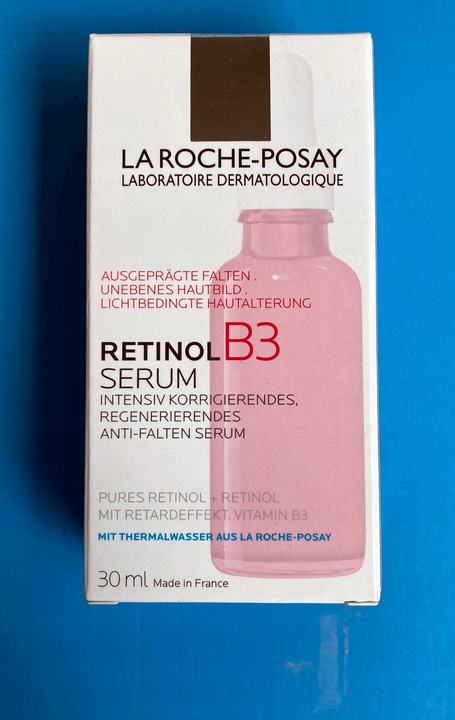 LA ROCHE-POSAY
LABORATOIRE DERMATOLOGIQUE
AUSGEPRÄGTE FALTEN .
UNEBENES HAUTBILD .
LICHTBEDINGTE HAUTALTERUNG
RETINOL B3
SERUM
INTENSIV KORRIGIERENDES,
REGENERIERENDES
ANTI-FALTEN SERUM
PURES RETINOL + RETINOL
MIT RETARDEFFEKT. VITAMIN B3
MIT THERMALWASSER AUS LA ROCHE-POSAY
30 ml Made in France